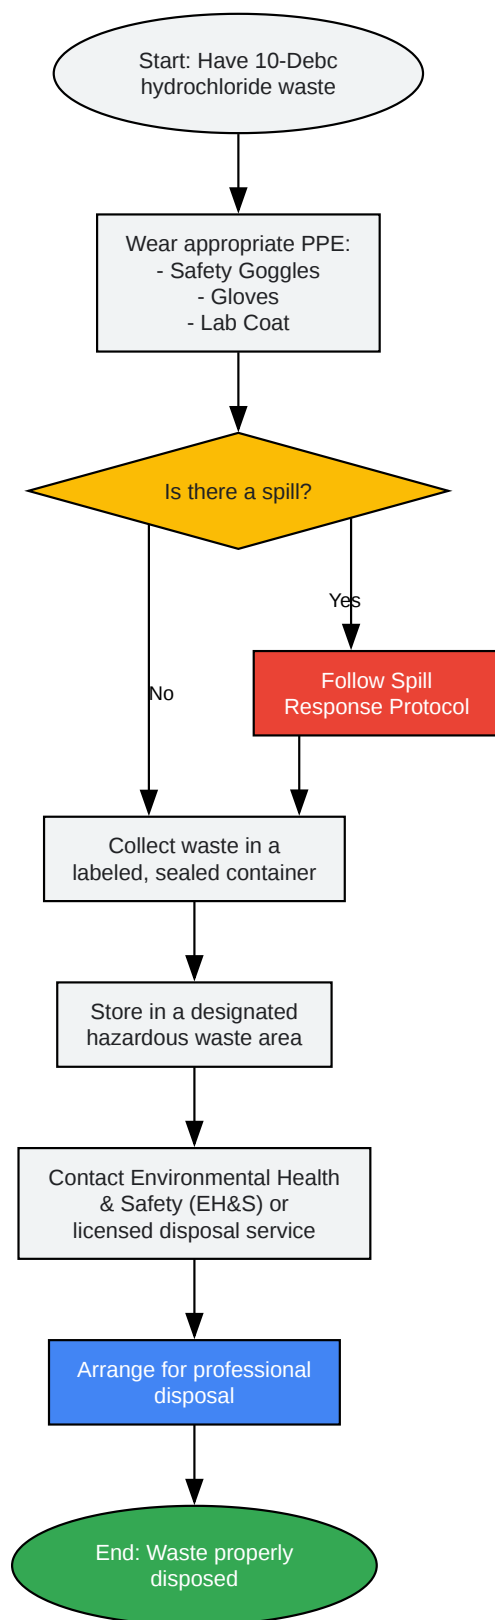 Start: Have 10-Debc
hydrochloride waste
Wear appropriate PPE:
- Safety Goggles
- Gloves
- Lab Coat
Is there a spill?
Yes
Follow Spill
Response Protocol
No
Collect waste in a
labeled, sealed container
Store in a designated
hazardous waste area
Contact Environmental Health
& Safety (EH&S) or
licensed disposal service
Arrange for professional
disposal
End: Waste properly
disposed